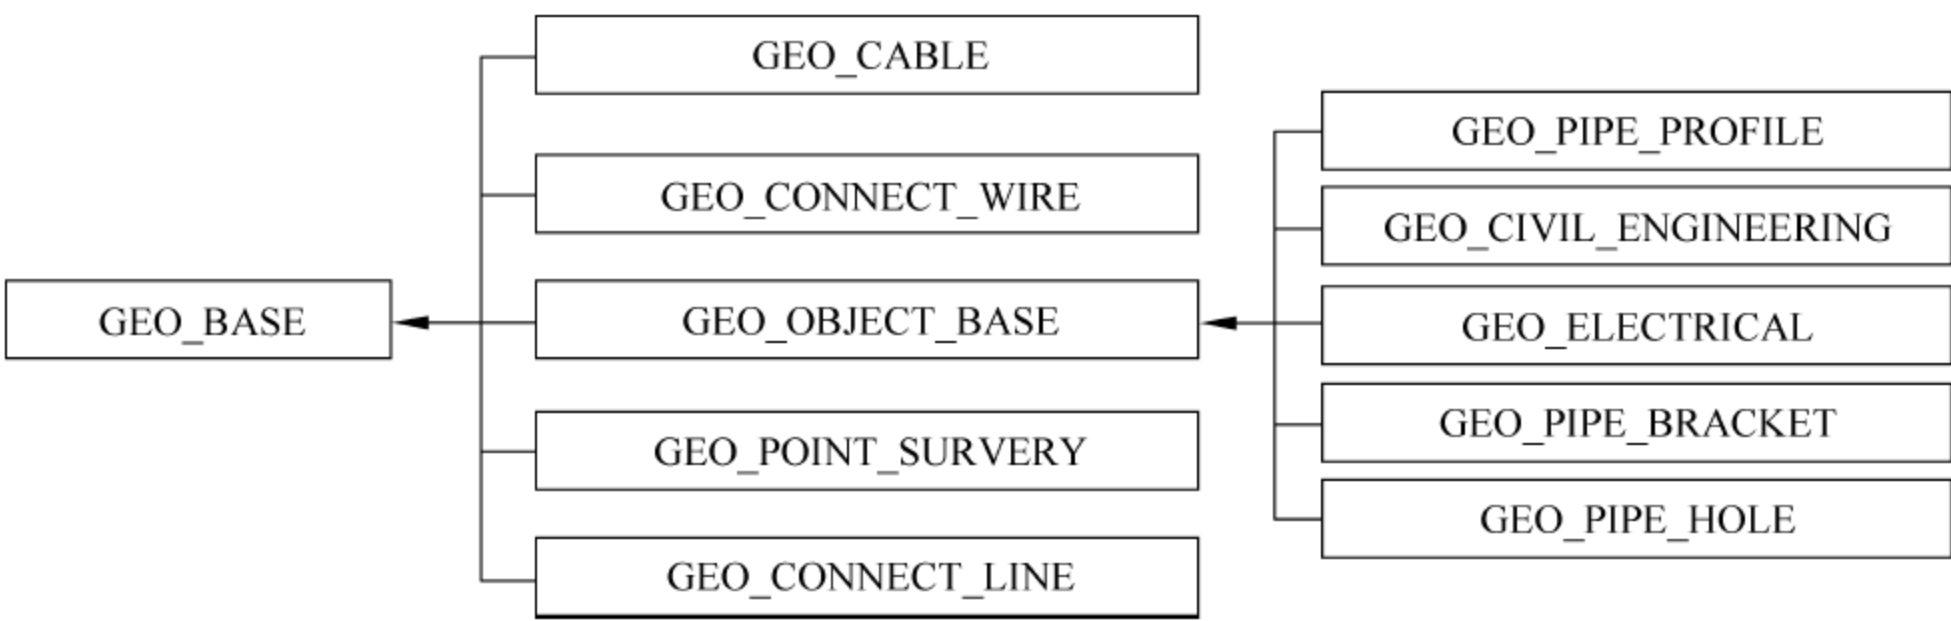 GEO_CABLE
GEO_CONNECT_WIRE
GEO_BASE
GEO_OBJECT_BASE
GEO_POINT_SURVERY
GEO_CONNECT_LINE
GEO_PIPE_PROFILE
GEO_CIVIL_ENGINEERING
GEO_ELECTRICAL
GEO_PIPE_BRACKET
GEO_PIPE_HOLE